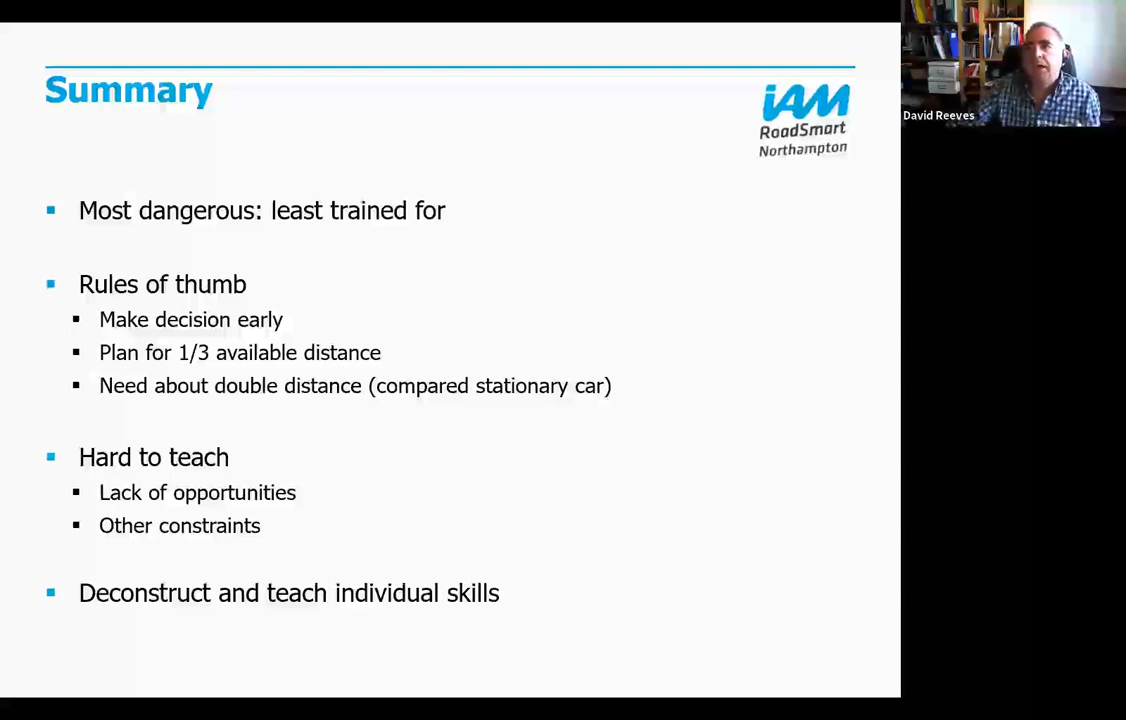 Summary
iAM
RoadSmart
Northampton
David Reeves
Most dangerous: least trained for
Rules of thumb
Make decision early
Plan for 1/3 available distance
Need about double distance (compared stationary car)
Hard to teach
Lack of opportunities
Other constraints
Deconstruct and teach individual skills